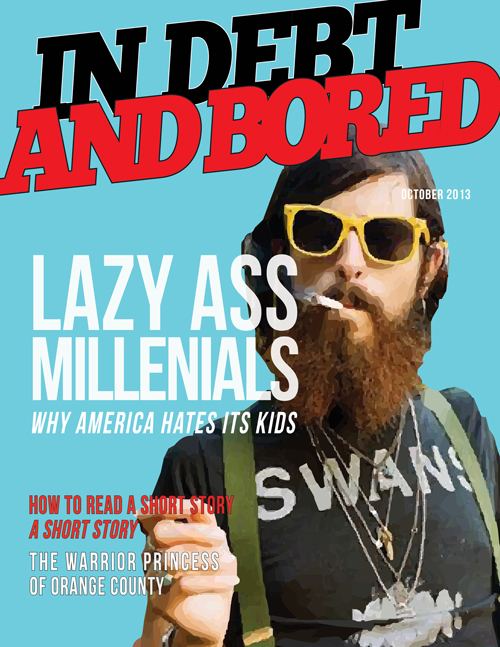 IN DEBT
AND BORED
OCTOBER 2013
LAZY ASS
MILLENIALS
WHY AMERICA HATES ITS KIDS
SWANS
HOW TO READ A SHORT STORY
A SHORT STORY
THE WARRIOR PRINCESS
OF ORANGE COUNTY